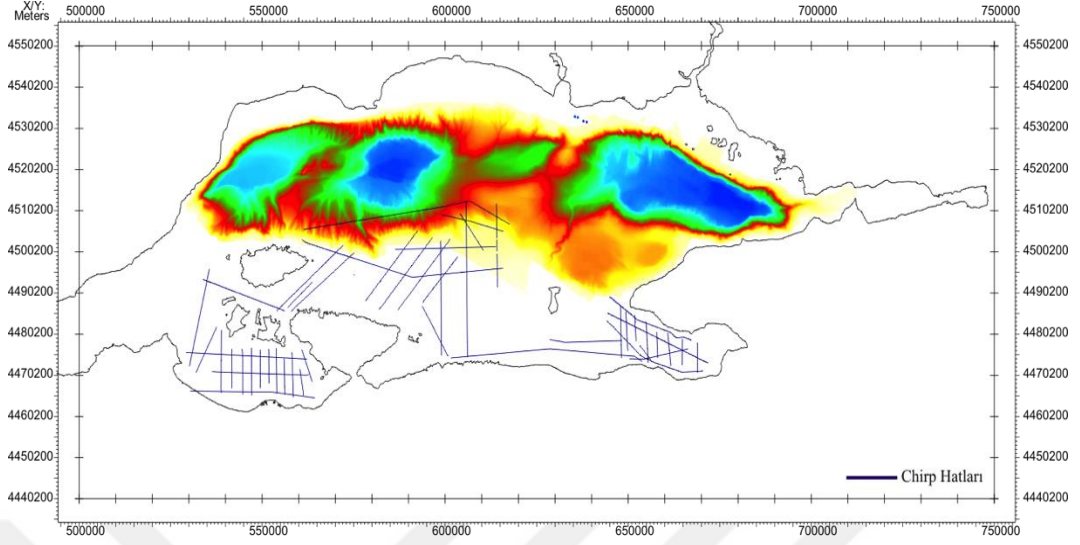 X/Y:
Meters
500000 550000 600000 650000 700000 750000
4550200 4550200
4540200 4540200
4530200 4530200
4520200 4520200
4510200 4510200
4500200 4500200
4490200 4490200
4480200 4480200
4470200 4470200
4460200 4460200
4450200 4450200
Chirp Hatları
4440200 4440200
500000 550000 600000 650000 700000 750000